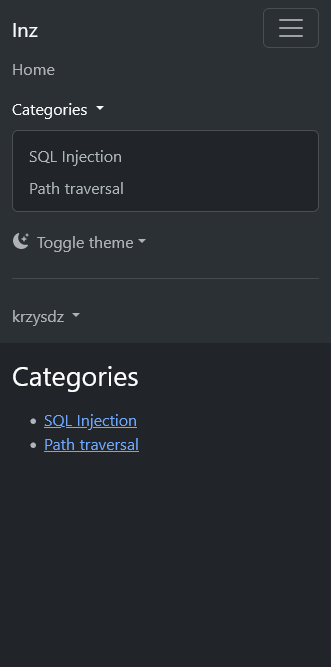 Inz
Home
Categories
SQL Injection
Path traversal
Toggle theme
krzysdz
Categories
SQL Injection
Path traversal